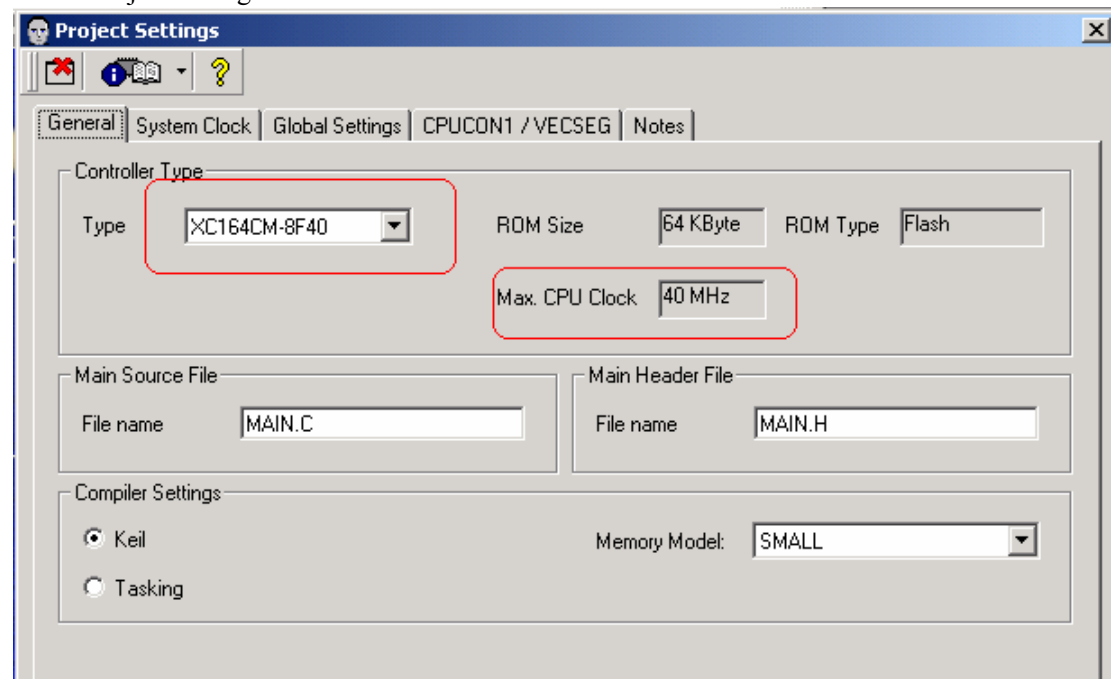 Project Settings
General System Clock Global Settings CPUCON1 / VECSEG Notes
Controller Type
Type XC164CM-8F40 ROM Size 64 KByte ROM Type Flash
Max. CPU Clock 40 MHz
Main Source File Main Header File
File name MAIN.C File name MAIN.H
Compiler Settings
Keil Memory Model: SMALL
Tasking